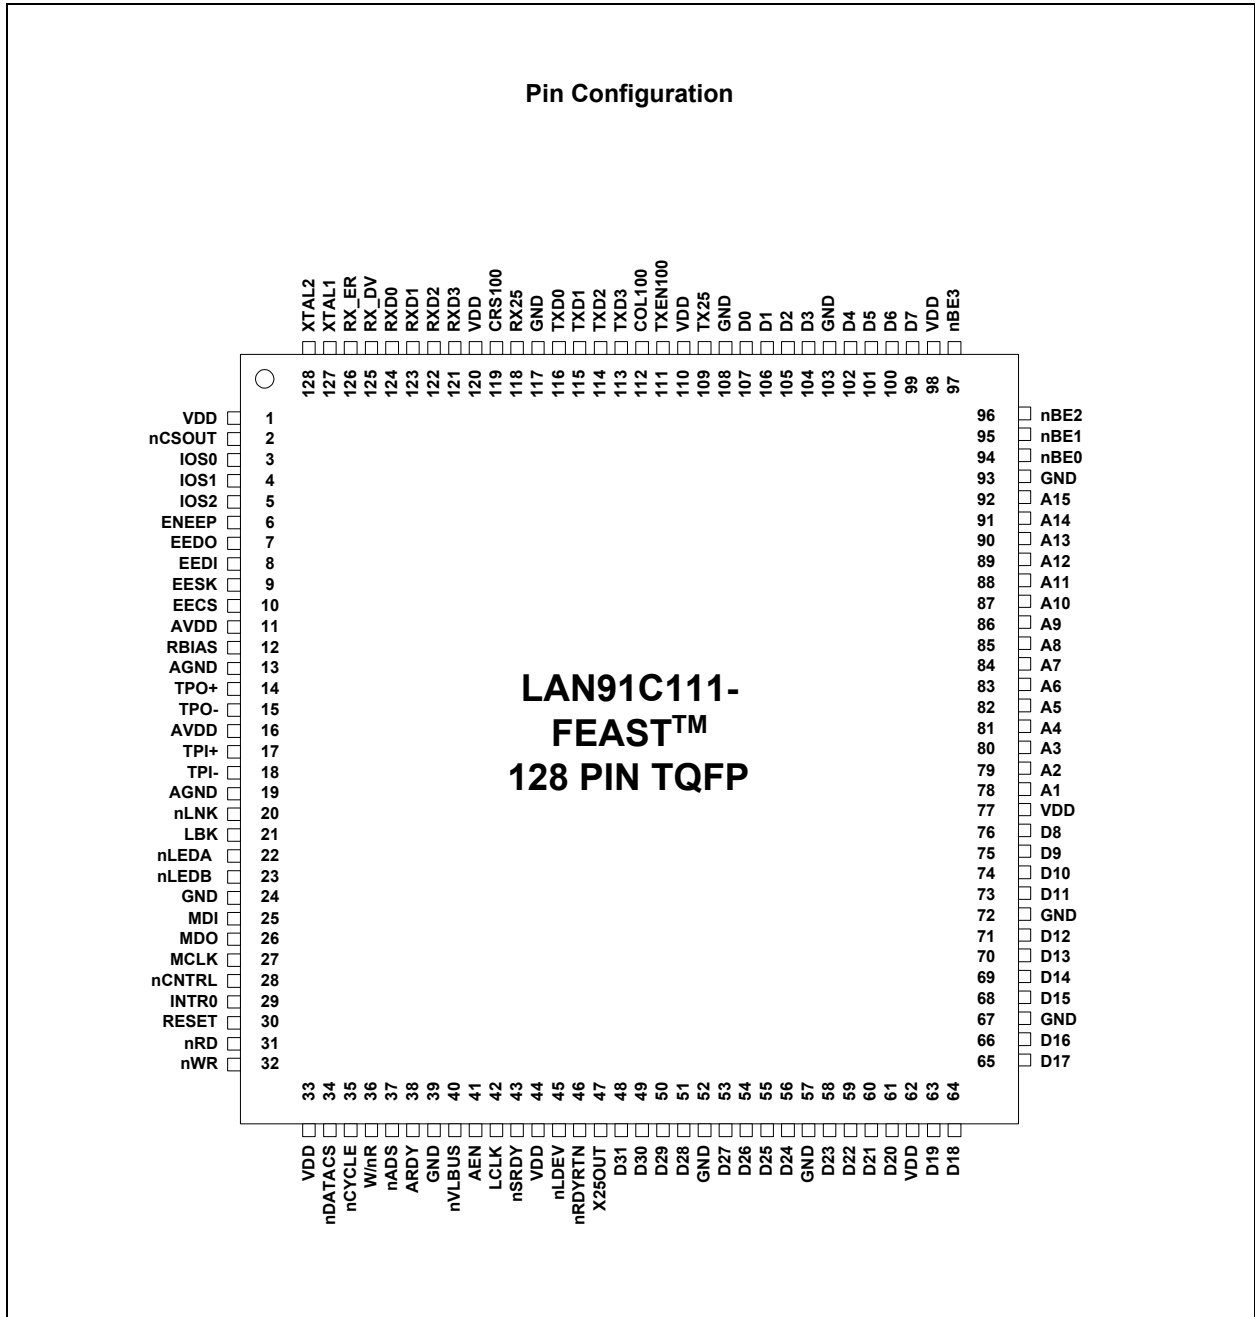 Pin Configuration
XTAL2
XTAL1
RX_ER
RX_DV
RXD0
RXD1
RXD2
RXD3
VDD
CRS100
RX25
GND
TXD0
TXD1
TXD2
TXD3
COL100
TXEN100
VDD
TX25
GND
D0
D1
D2
D3
GND
D4
D5
D6
D7
VDD
nBE3
128
127
126
125
124
123
122
121
120
119
118
117
116
115
114
113
112
111
110
109
108
107
106
105
104
103
102
101
100
99
98
97
VDD 1
nCSOUT 2
IOS0 3
IOS1 4
IOS2 5
ENEEP 6
EEDO 7
EEDI 8
EESK 9
EECS 10
AVDD 11
RBIAS 12
AGND 13
TPO+ 14
TPO- 15
AVDD 16
TPI+ 17
TPI- 18
AGND 19
nLNK 20
LBK 21
nLEDA 22
nLEDB 23
GND 24
MDI 25
MDO 26
MCLK 27
nCNTRL 28
INTR0 29
RESET 30
nRD 31
nWR 32
LAN91C111-
FEAST™
128 PIN TQFP
96 nBE2
95 nBE1
94 nBE0
93 GND
92 A15
91 A14
90 A13
89 A12
88 A11
87 A10
86 A9
85 A8
84 A7
83 A6
82 A5
81 A4
80 A3
79 A2
78 A1
77 VDD
76 D8
75 D9
74 D10
73 D11
72 GND
71 D12
70 D13
69 D14
68 D15
67 GND
66 D16
65 D17
33
34
35
36
37
38
39
40
41
42
43
44
45
46
47
48
49
50
51
52
53
54
55
56
57
58
59
60
61
62
63
64
VDD
nDATACS
nCYCLE
W/nR
nADS
ARDY
GND
nVLBUS
AEN
LCLK
nSRDY
VDD
nLDEV
nRDYRTN
X25OUT
D31
D30
D29
D28
GND
D27
D26
D25
D24
GND
D23
D22
D21
D20
VDD
D19
D18